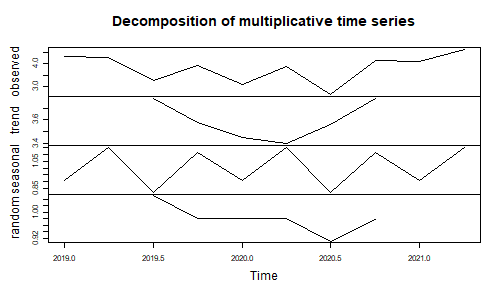 Decomposition of multiplicative time series
observed
4.0
3.0
trend
3.6
3.4
seasonal
1.05
0.85
random
1.00
0.92
2019.0 2019.5 2020.0 2020.5 2021.0
Time